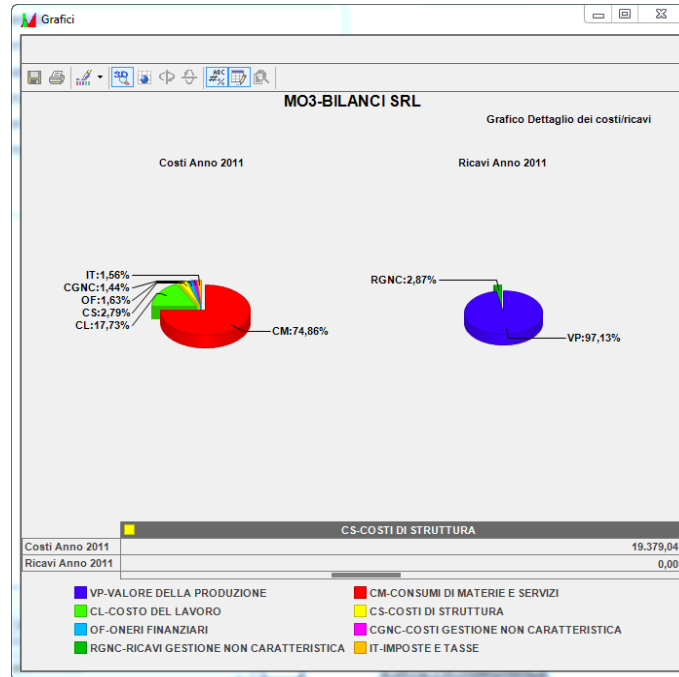 Grafici
3D
ABC
#%
MO3-BILANCI SRL
Grafico Dettaglio dei costi/ricavi
Costi Anno 2011
Ricavi Anno 2011
IT:1,56%
CGNC:1,44%
OF:1,63%
CS:2,79%
CL:17,73%
CM:74,86%
RGNC:2,87%
VP:97,13%
CS-COSTI DI STRUTTURA
Costi Anno 2011 19.379,04
Ricavi Anno 2011 0,00
VP-VALORE DELLA PRODUZIONE CM-CONSUMI DI MATERIE E SERVIZI
CL-COSTO DEL LAVORO CS-COSTI DI STRUTTURA
OF-ONERI FINANZIARI CGNC-COSTI GESTIONE NON CARATTERISTICA
RGNC-RICAVI GESTIONE NON CARATTERISTICA IT-IMPOSTE E TASSE